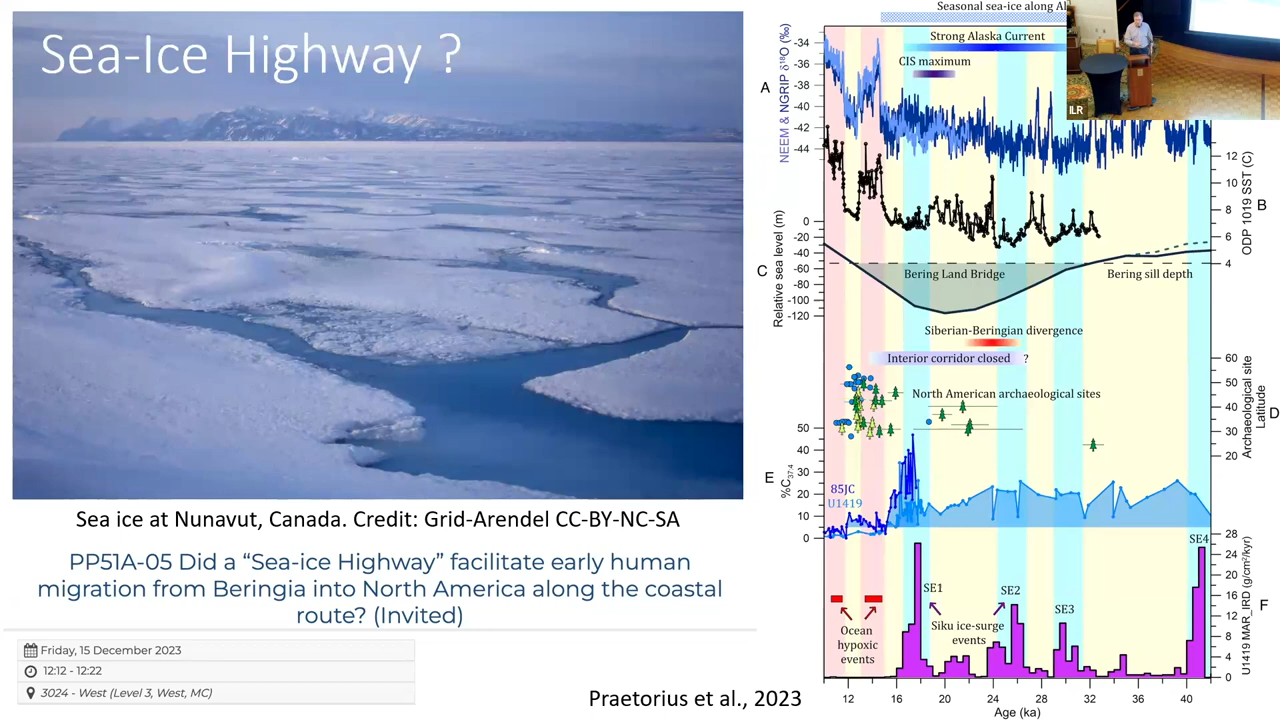 Sea-Ice Highway ?
Sea ice at Nunavut, Canada. Credit: Grid-Arendel CC-BY-NC-SA
PP51A-05 Did a “Sea-ice Highway” facilitate early human
migration from Beringia into North America along the coastal
route? (Invited)
Friday, 15 December 2023
12:12 - 12:22
3024 - West (Level 3, West, MC)
Praetorius et al., 2023
Seasonal sea-ice along Al
Strong Alaska Current
CIS maximum
A
NEEM & NGRIP δ18O (‰)
-34
-36
-38
-40
-42
-44
ILR
12
10
8
6
4
ODP 1019 SST (C)
B
C
Relative sea level (m)
0
-20
-40
-60
-80
-100
-120
Bering Land Bridge
Bering sill depth
Siberian-Beringian divergence
Interior corridor closed ?
North American archaeological sites
60
50
40
30
20
Archaeological site
Latitude
D
E
%C37:4
50
40
30
20
10
0
85JC
U1419
SE1
SE2
SE3
SE4
Siku ice-surge
events
Ocean
hypoxic
events
28
24
20
16
12
8
4
0
U1419 MAR_IRD (g/cm²/kyr)
F
12 16 20 24 28 32 36 40
Age (ka)